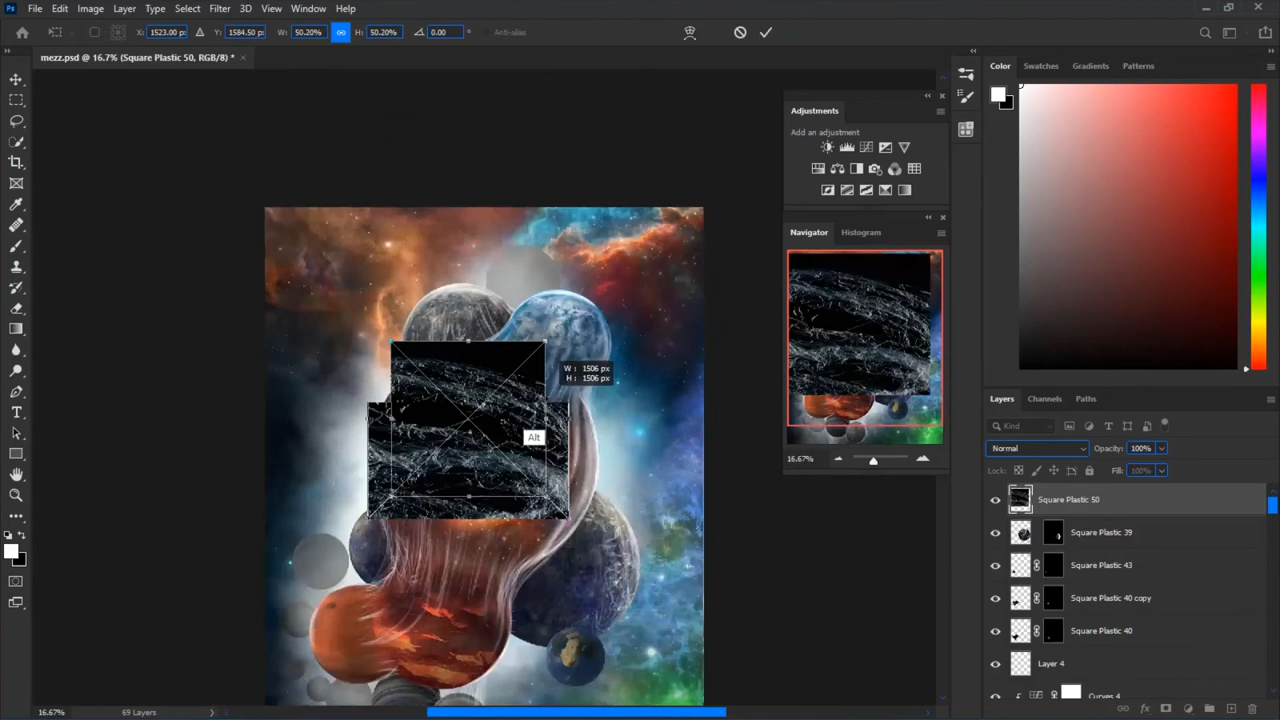 Ps File Edit Image Layer Type Select Filter 3D View Window Help
X: 1523.00 px Y: 1584.50 px W: 50.20% H: 50.20% 0.00 ° Anti-alias
mezz.psd @ 16.7% (Square Plastic 50, RGB/8) * ×
Color Swatches Gradients Patterns
Adjustments
Add an adjustment
Navigator Histogram
W : 1506 px
H : 1506 px
Alt
16.67%
Layers Channels Paths
Kind
Normal Opacity: 100%
Lock: Fill: 100%
Square Plastic 50
Square Plastic 39
Square Plastic 43
Square Plastic 40 copy
Square Plastic 40
Layer 4
Curves 4
16.67% 69 Layers